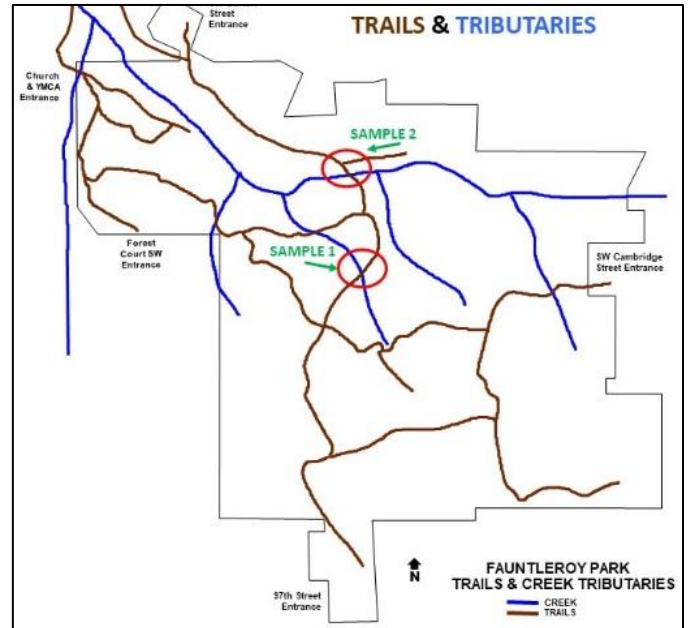 Street
Entrance
TRAILS & TRIBUTARIES
Church
& YMCA
Entrance
SAMPLE 2
SAMPLE 1
Forest
Court SW
Entrance
SW Cambridge
Street Entrance
97th Street
Entrance
N
FAUNTLEROY PARK
TRAILS & CREEK TRIBUTARIES
CREEK
TRAILS